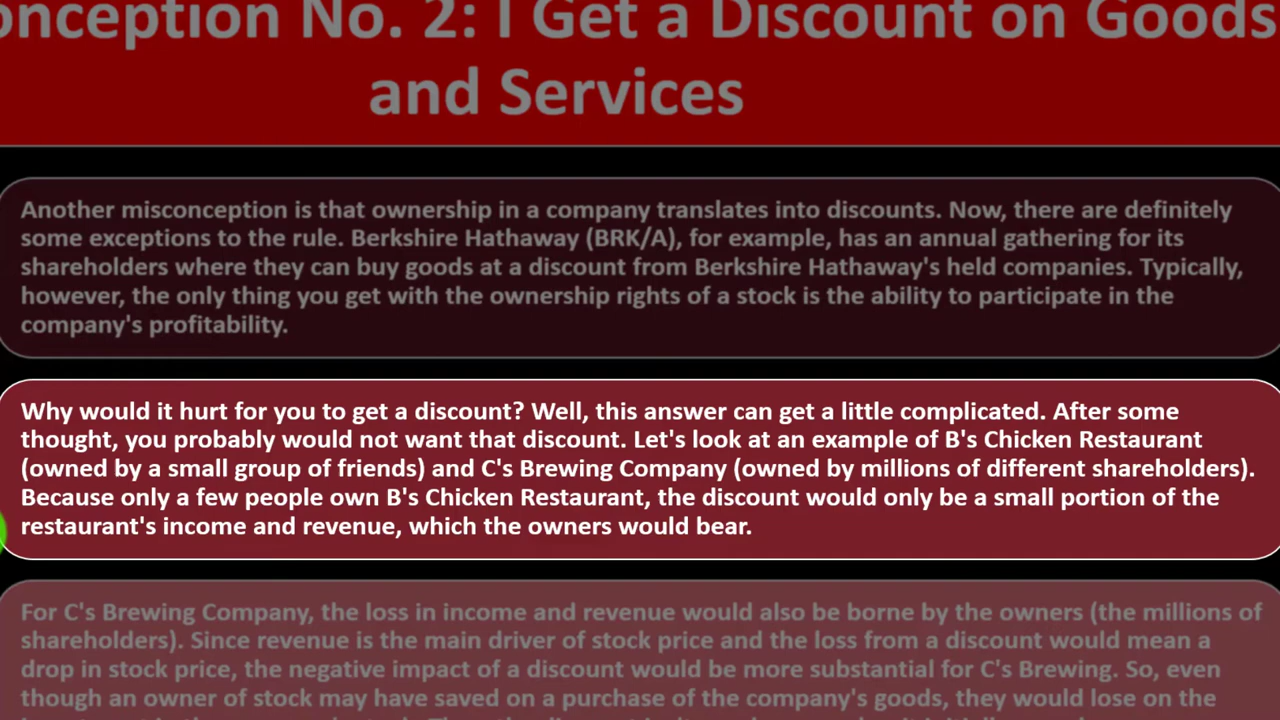 onception No. 2: I Get a Discount on Goods
and Services
Another misconception is that ownership in a company translates into discounts. Now, there are definitely
some exceptions to the rule. Berkshire Hathaway (BRK/A), for example, has an annual gathering for its
shareholders where they can buy goods at a discount from Berkshire Hathaway's held companies. Typically,
however, the only thing you get with the ownership rights of a stock is the ability to participate in the
company's profitability.
Why would it hurt for you to get a discount? Well, this answer can get a little complicated. After some
thought, you probably would not want that discount. Let's look at an example of B's Chicken Restaurant
(owned by a small group of friends) and C's Brewing Company (owned by millions of different shareholders).
Because only a few people own B's Chicken Restaurant, the discount would only be a small portion of the
restaurant's income and revenue, which the owners would bear.
For C's Brewing Company, the loss in income and revenue would also be borne by the owners (the millions of
shareholders). Since revenue is the main driver of stock price and the loss from a discount would mean a
drop in stock price, the negative impact of a discount would be more substantial for C's Brewing. So, even
though an owner of stock may have saved on a purchase of the company's goods, they would lose on the